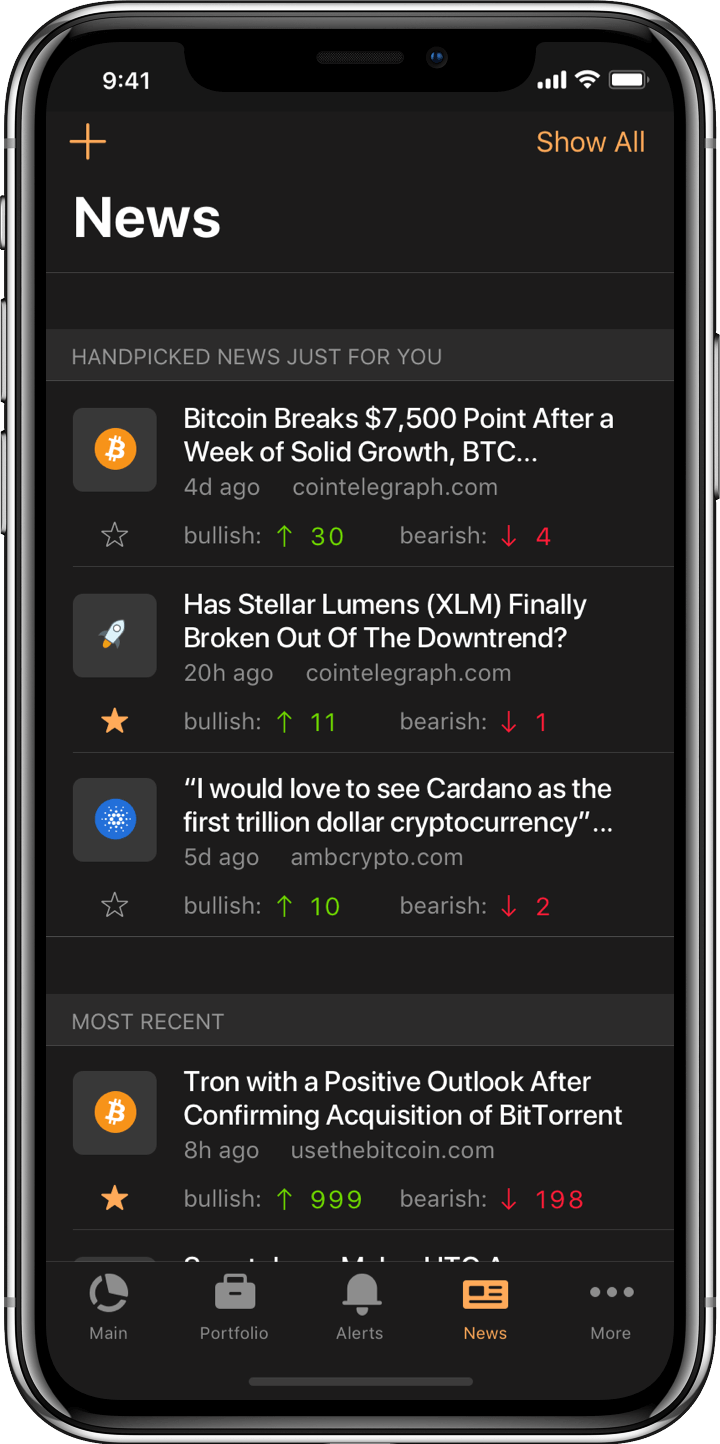 9:41
Show All
News
HANDPICKED NEWS JUST FOR YOU
Bitcoin Breaks $7,500 Point After a
Week of Solid Growth, BTC...
4d ago cointelegraph.com
bullish: ↑ 30 bearish: ↓ 4
Has Stellar Lumens (XLM) Finally
Broken Out Of The Downtrend?
20h ago cointelegraph.com
bullish: ↑ 11 bearish: ↓ 1
“I would love to see Cardano as the
first trillion dollar cryptocurrency”...
5d ago ambcrypto.com
bullish: ↑ 10 bearish: ↓ 2
MOST RECENT
Tron with a Positive Outlook After
Confirming Acquisition of BitTorrent
8h ago usethebitcoin.com
bullish: ↑ 999 bearish: ↓ 198
Main Portfolio Alerts News More